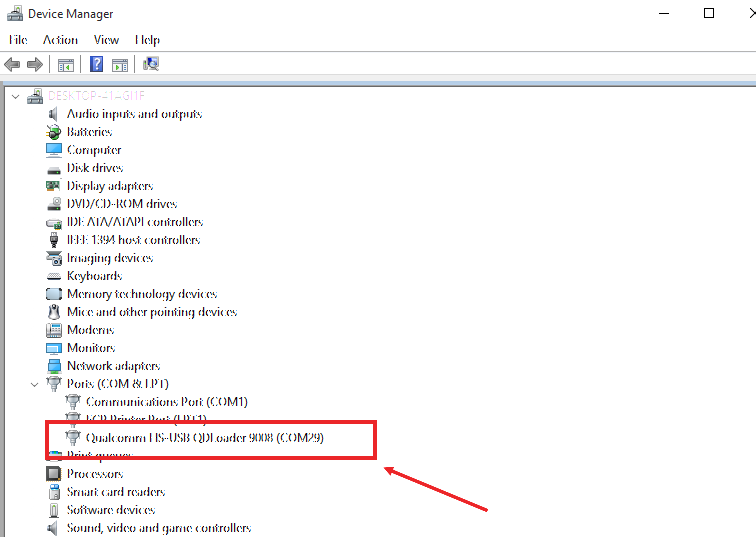 Device Manager
File Action View Help
DESKTOP-414GHF
Audio inputs and outputs
Batteries
Computer
Disk drives
Display adapters
DVD/CD-ROM drives
IDE ATA/ATAPI controllers
IEEE 1394 host controllers
Imaging devices
Keyboards
Memory technology devices
Mice and other pointing devices
Modems
Monitors
Network adapters
Ports (COM & LPT)
Communications Port (COM1)
ECP Printer Port (LPT1)
Qualcomm HS-USB QDLoader 9008 (COM29)
Print queues
Processors
Smart card readers
Software devices
Sound, video and game controllers